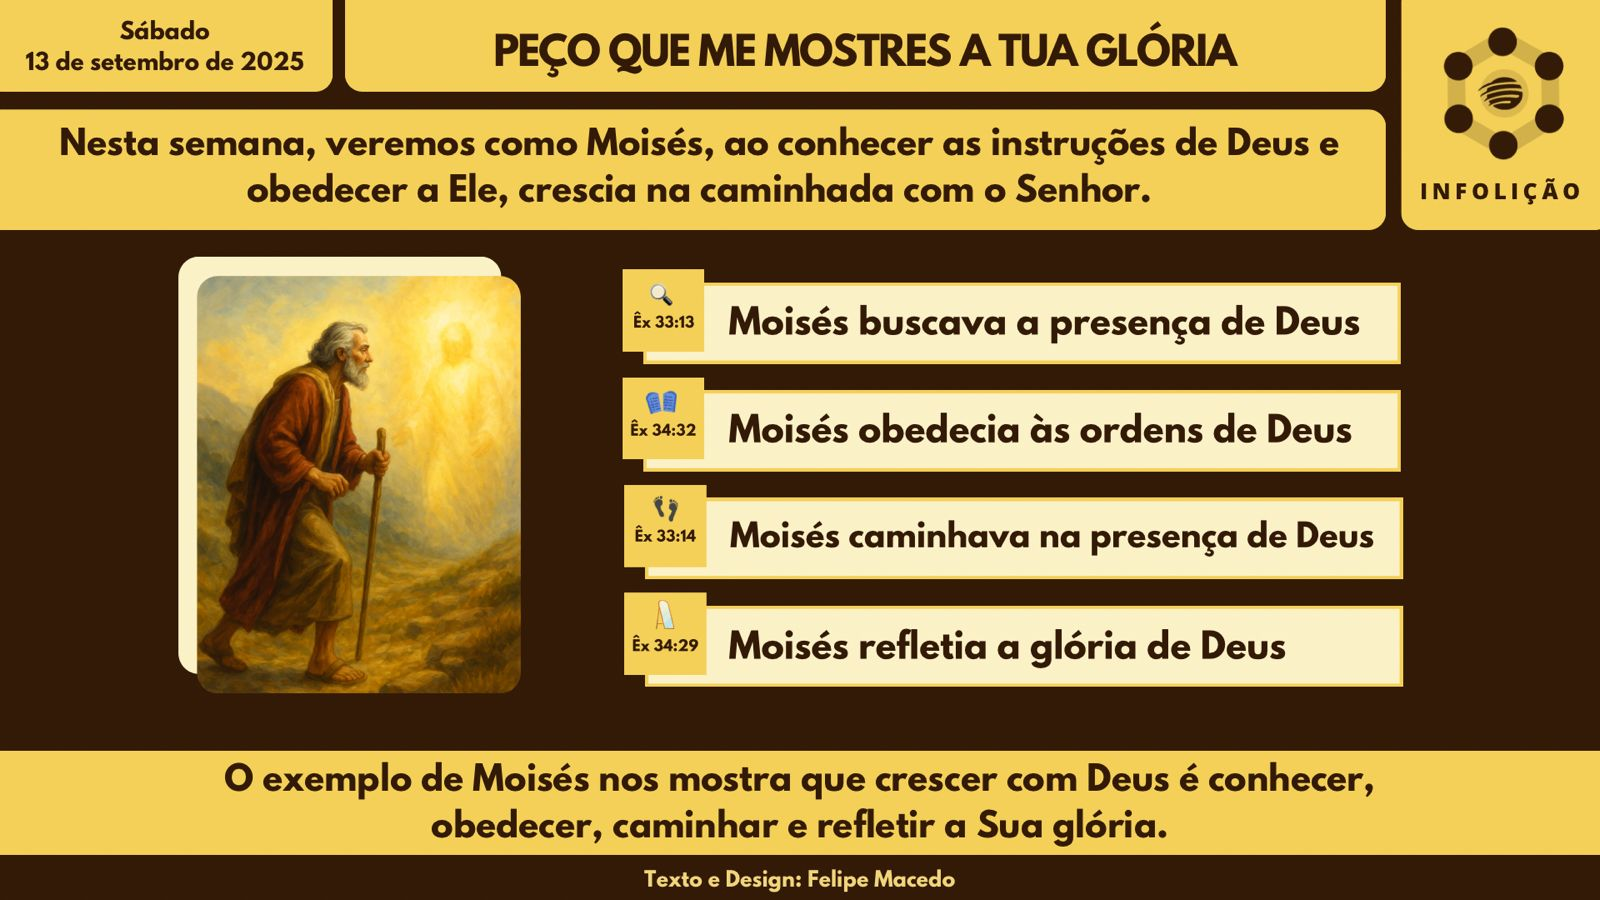 Sábado
13 de setembro de 2025
PEÇO QUE ME MOSTRES A TUA GLÓRIA
INFOLIÇÃO
Nesta semana, veremos como Moisés, ao conhecer as instruções de Deus e
obedecer a Ele, crescia na caminhada com o Senhor.
Êx 33:13
Moisés buscava a presença de Deus
Êx 34:32
Moisés obedecia às ordens de Deus
Êx 33:14
Moisés caminhava na presença de Deus
Êx 34:29
Moisés refletia a glória de Deus
O exemplo de Moisés nos mostra que crescer com Deus é conhecer,
obedecer, caminhar e refletir a Sua glória.
Texto e Design: Felipe Macedo